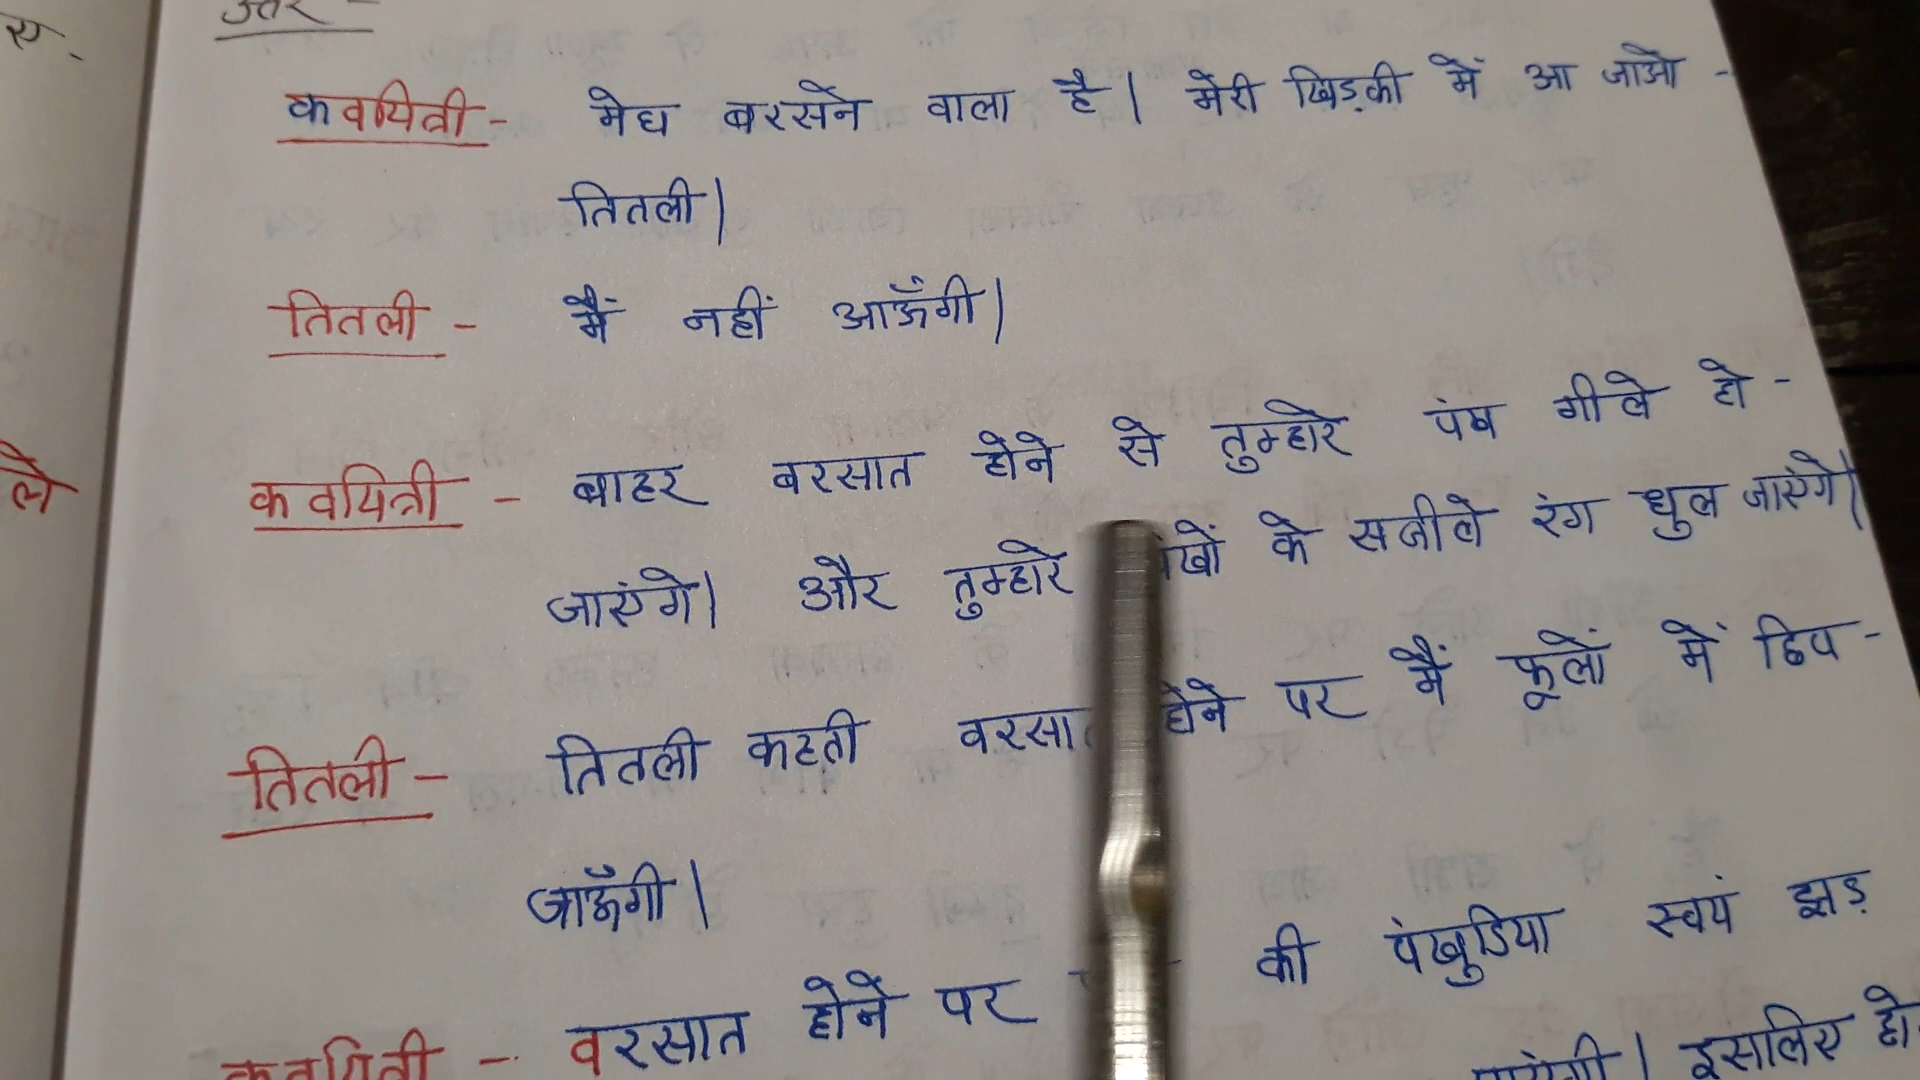 उत्तर -
कवयित्री - मेघ बरसने वाला है। मेरी खिड़की में आ जाओ -
तितली।
तितली - मैं नहीं आऊँगी।
कवयित्री - बाहर बरसात होने से तुम्हारे पंख गीले हो -
जाएंगे। और तुम्हारे के सजीले रंग धुल जाएंगे।
तितली - तितली कहती होने पर मैं फूलों में छिप -
जाऊँगी।
कवयित्री - बरसात होने पर की पंखुडिया स्वयं झड़
इसलिए हो
ले